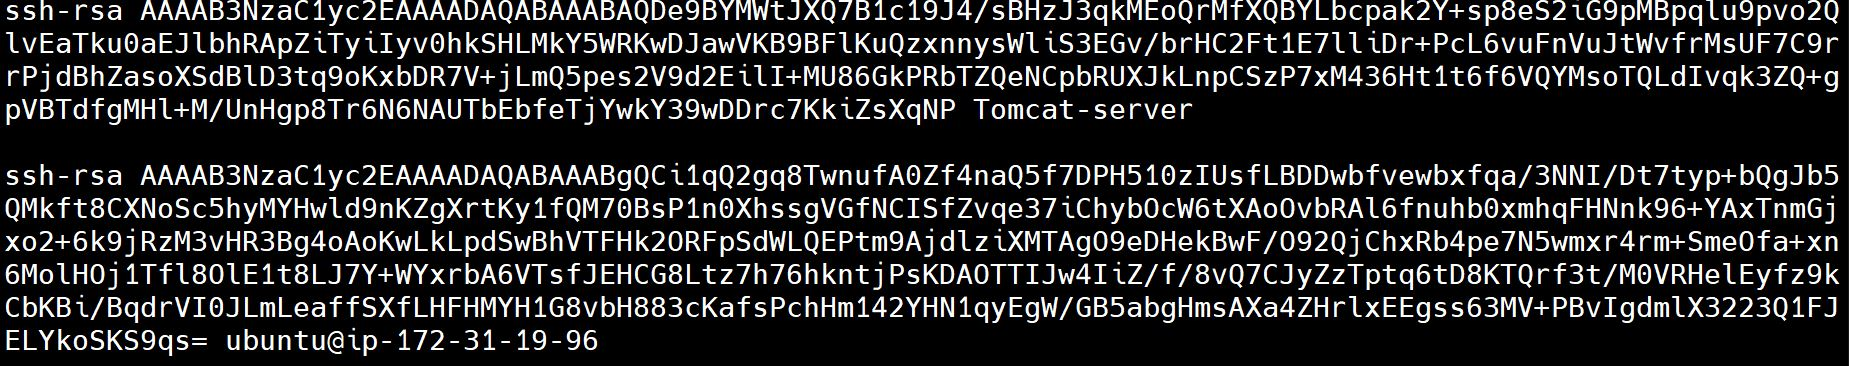 ssh-rsa AAAAB3NzaC1yc2EAAAADAQABAAABAQDe9BYMWtJXQ7B1c19J4/sBHzJ3qkMEoQrMfXQBYLbcpak2Y+sp8eS2iG9pMBpqlu9pvo2Q
lvEaTku0aEJlbhRApZiTyiIyv0hkSHLMkY5WRKwDJawVKB9BFlKuQzxnnysWliS3EGv/brHC2Ft1E7lliDr+PcL6vuFnVuJtWvfrMsUF7C9r
rPjdBhZasoXSdBlD3tq9oKxbDR7V+jLmQ5pes2V9d2EilI+MU86GkPRbTZQeNCpbRUXJkLnpCSzP7xM436Ht1t6f6VQYMsoTQLdIvqk3ZQ+g
pVBTdfgMHl+M/UnHgp8Tr6N6NAUTbEbfeTjYwkY39wDDrc7KkiZsXqNP Tomcat-server
ssh-rsa AAAAB3NzaC1yc2EAAAADAQABAAABgQCi1qQ2gq8TwnufA0Zf4naQ5f7DPH510zIUsfLBDDwbfvewbxfqa/3NNI/Dt7typ+bQgJb5
QMkft8CXNoSc5hyMYHwld9nKZgXrtKy1fQM70BsP1n0XhssgVGfNCISfZvqe37iChybOcW6tXAoOvbRAl6fnuhb0xmhqFHNnk96+YAxTnmGj
xo2+6k9jRzM3vHR3Bg4oAoKwLkLpdSwBhVTFHk2ORFpSdWLQEPtm9AjdlziXMTAgO9eDHekBwF/O92QjChxRb4pe7N5wmxr4rm+SmeOfa+xn
6MolHOj1Tfl8OlE1t8LJ7Y+WYxrbA6VTsfJEHCG8Ltz7h76hkntjPsKDAOTTIJw4IiZ/f/8vQ7CJyZzTptq6tD8KTQrf3t/M0VRHelEyfz9k
CbKBi/BqdrVI0JLmLeaffSXfLHFHMYH1G8vbH883cKafsPchHm142YHN1qyEgW/GB5abgHmsAXa4ZHrlxEEgss63MV+PBvIgdmlX3223Q1FJ
ELYkoSKS9qs= ubuntu@ip-172-31-19-96